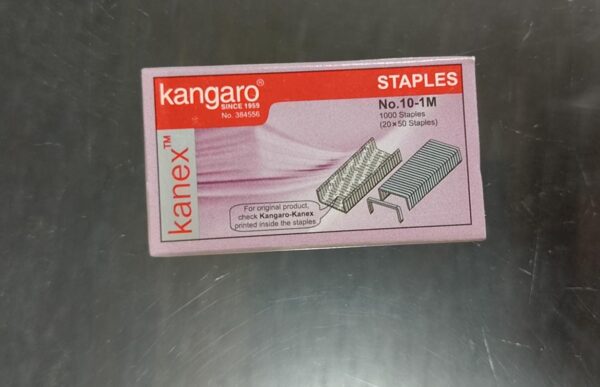 kangaro®
SINCE 1959
No. 384556
STAPLES
No.10-1M
1000 Staples
(20×50 Staples)
kanex™
For original product,
check Kangaro-Kanex
printed inside the staples